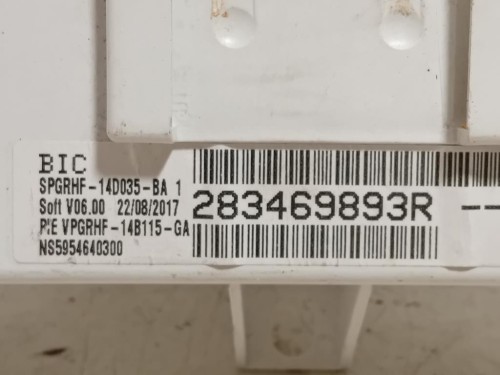 BIC
SPGRHF-14D035-BA 1
Soft V06.00 22/08/2017
P/E VPGRHF-14B115-GA
NS5954640300
283469893R --